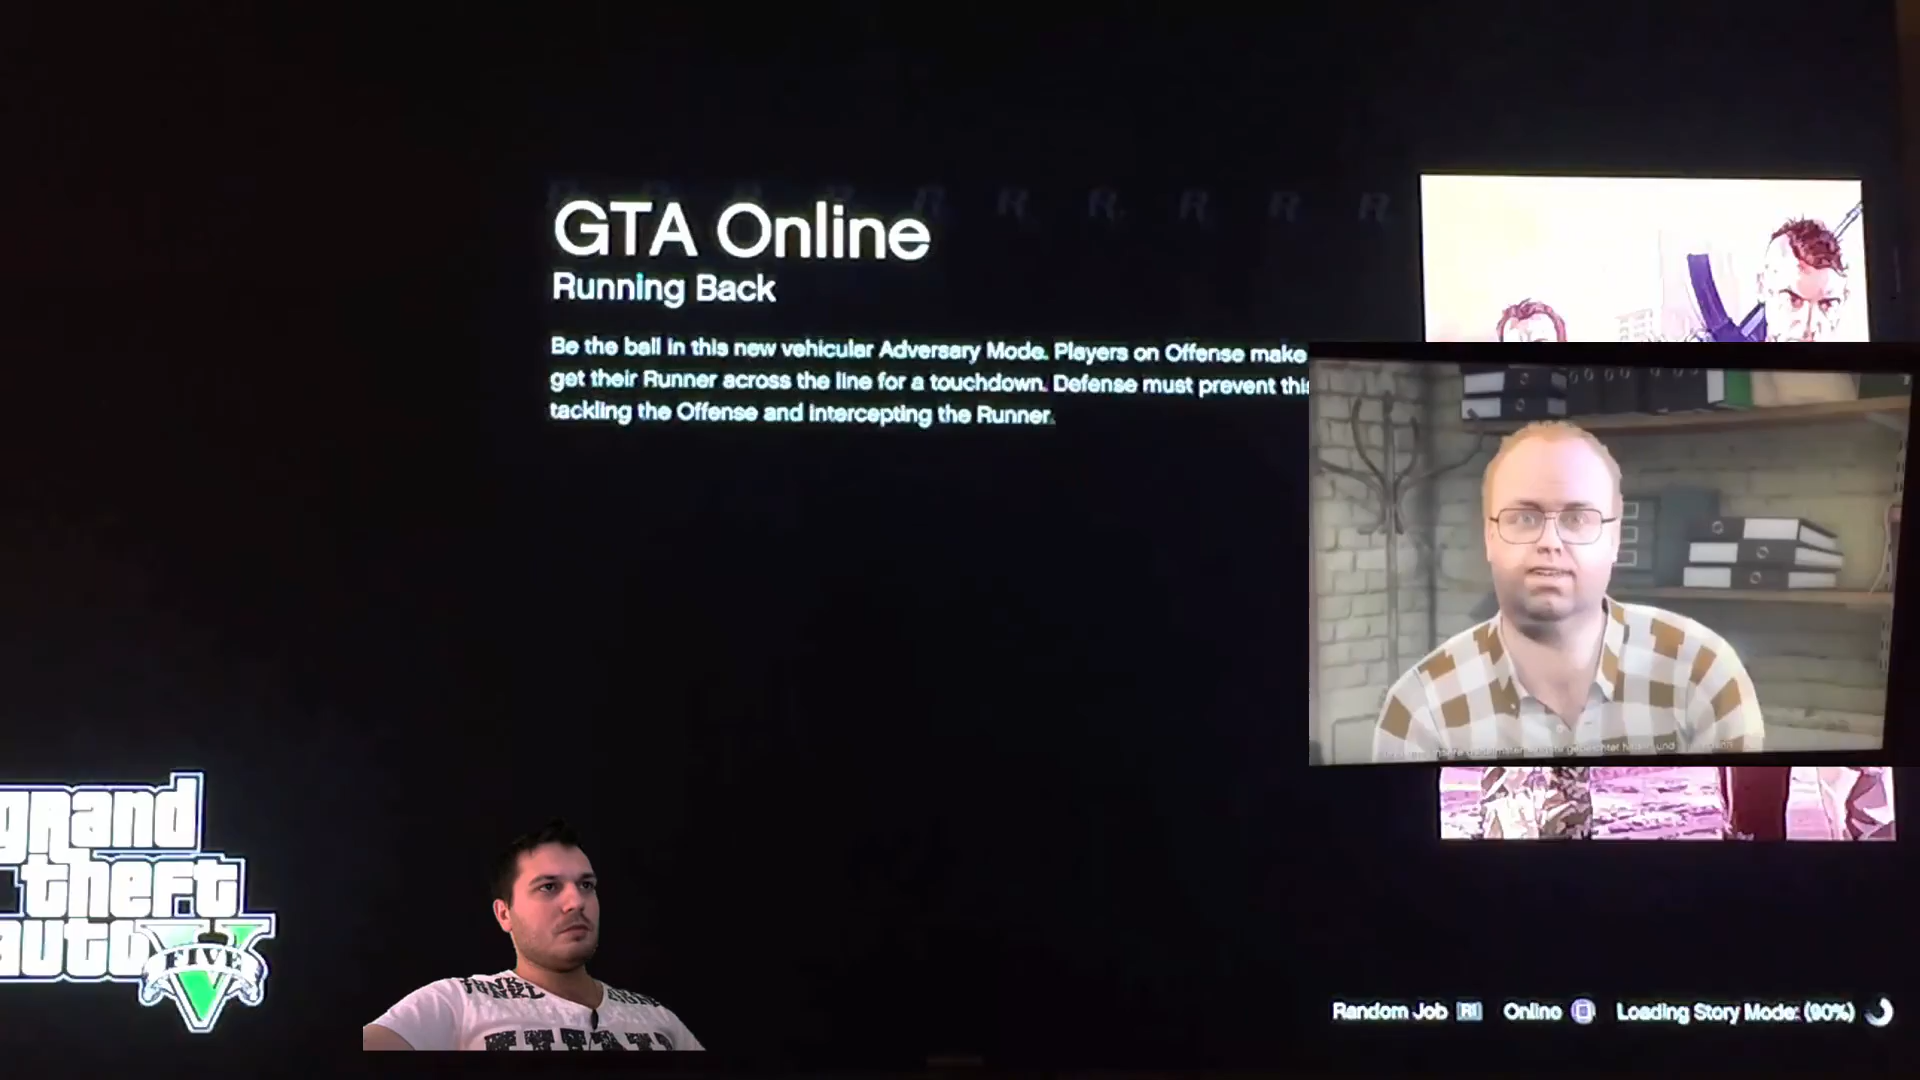 GTA Online
Running Back
Be the ball in this new vehicular Adversary Mode. Players on Offense make
get their Runner across the line for a touchdown. Defense must prevent this
tackling the Offense and intercepting the Runner.
grand
theft
auto
V
FIVE
Random Job R1 Online Loading Story Mode: (90%)